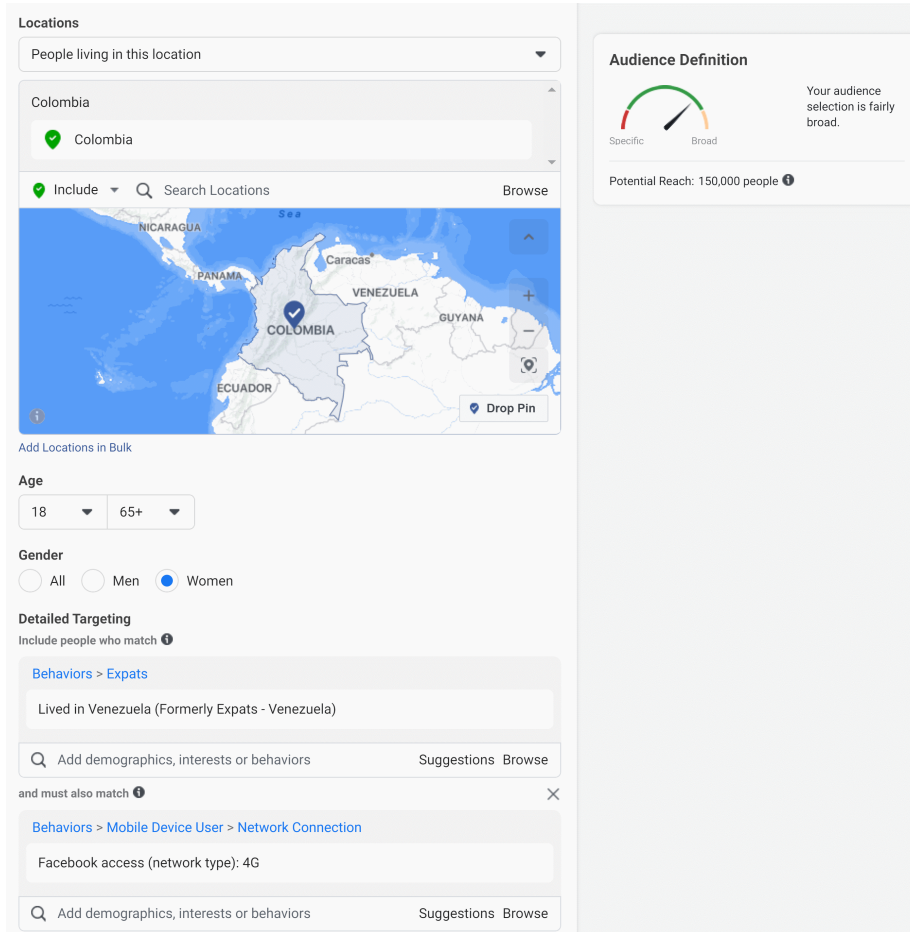 Locations
People living in this location
Colombia
Colombia
Include
Search Locations
Browse
Sea
NICARAGUA
Caracas
PANAMA
VENEZUELA
GUYANA
COLOMBIA
ECUADOR
Drop Pin
Add Locations in Bulk
Age
18
65+
Gender
All
Men
Women
Detailed Targeting
Include people who match
Behaviors > Expats
Lived in Venezuela (Formerly Expats - Venezuela)
Add demographics, interests or behaviors
Suggestions
Browse
and must also match
Behaviors > Mobile Device User > Network Connection
Facebook access (network type): 4G
Add demographics, interests or behaviors
Suggestions
Browse
Audience Definition
Your audience
selection is fairly
broad.
Specific
Broad
Potential Reach: 150,000 people